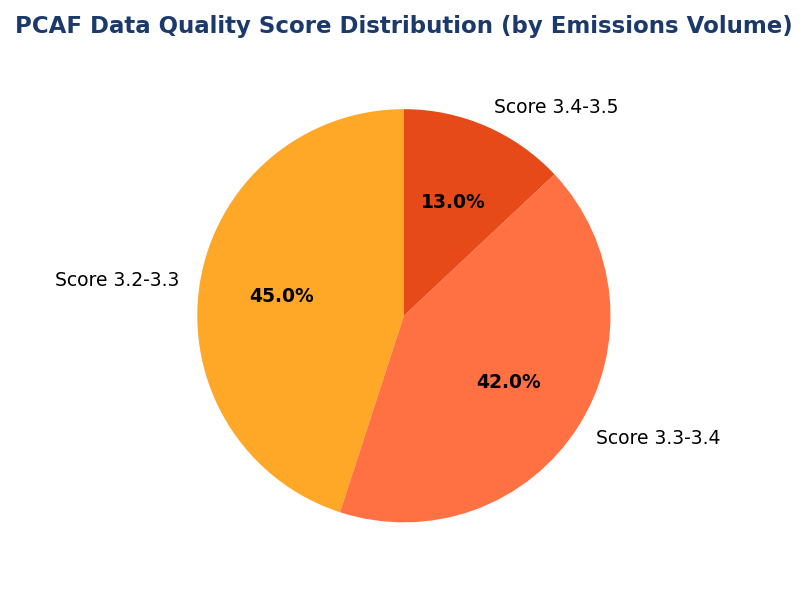 PCAF Data Quality Score Distribution (by Emissions Volume)
Score 3.4-3.5
13.0%
Score 3.2-3.3
45.0%
42.0%
Score 3.3-3.4